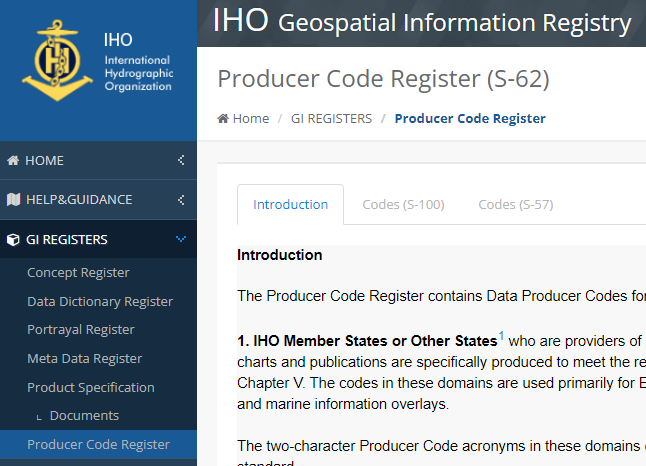 IHO
International
Hydrographic
Organization
HOME
HELP&GUIDANCE
GI REGISTERS
Concept Register
Data Dictionary Register
Portrayal Register
Meta Data Register
Product Specification
Documents
Producer Code Register
IHO Geospatial Information Registry
Producer Code Register (S-62)
Home / GI REGISTERS / Producer Code Register
Introduction Codes (S-100) Codes (S-57)
Introduction
The Producer Code Register contains Data Producer Codes for
1. IHO Member States or Other States1 who are providers of
charts and publications are specifically produced to meet the re
Chapter V. The codes in these domains are used primarily for E
and marine information overlays.
The two-character Producer Code acronyms in these domains
standard.